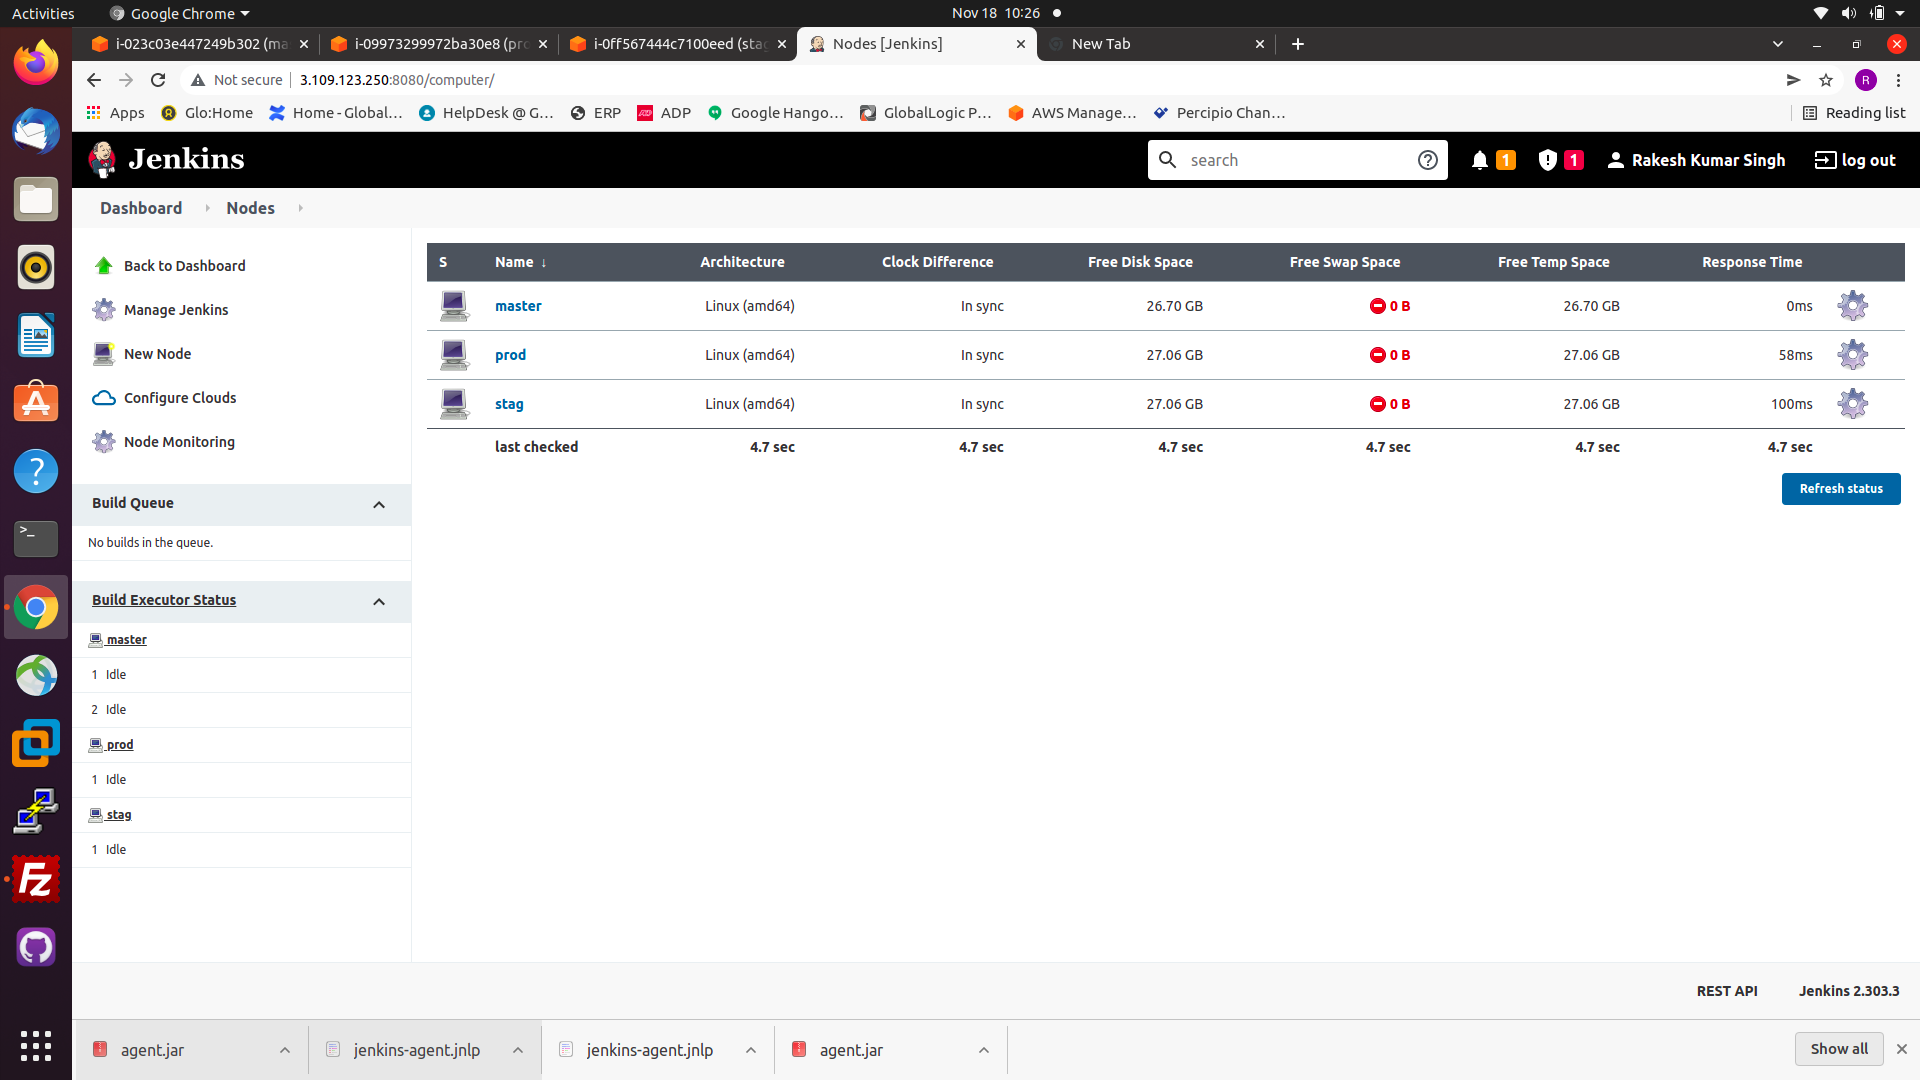 Activities
Google Chrome
Nov 18 10:26
i-023c03e447249b302 (ma
i-09973299972ba30e8 (pro
i-0ff567444c7100eed (stag
Nodes [Jenkins]
New Tab
Not secure
3.109.123.250:8080/computer/
R
Apps
Glo:Home
Home - Global...
HelpDesk @ G...
ERP
ADP
Google Hango...
GlobalLogic P...
AWS Manage...
Percipio Chan...
Reading list
Jenkins
search
1
1
Rakesh Kumar Singh
log out
Dashboard
Nodes
Back to Dashboard
Manage Jenkins
New Node
Configure Clouds
Node Monitoring
Build Queue
No builds in the queue.
Build Executor Status
master
1 Idle
2 Idle
prod
1 Idle
stag
1 Idle
S Name ↓ Architecture Clock Difference Free Disk Space Free Swap Space Free Temp Space Response Time
master Linux (amd64) In sync 26.70 GB 0 B 26.70 GB 0ms
prod Linux (amd64) In sync 27.06 GB 0 B 27.06 GB 58ms
stag Linux (amd64) In sync 27.06 GB 0 B 27.06 GB 100ms
last checked 4.7 sec 4.7 sec 4.7 sec 4.7 sec 4.7 sec 4.7 sec
Refresh status
REST API
Jenkins 2.303.3
agent.jar
jenkins-agent.jnlp
jenkins-agent.jnlp
agent.jar
Show all